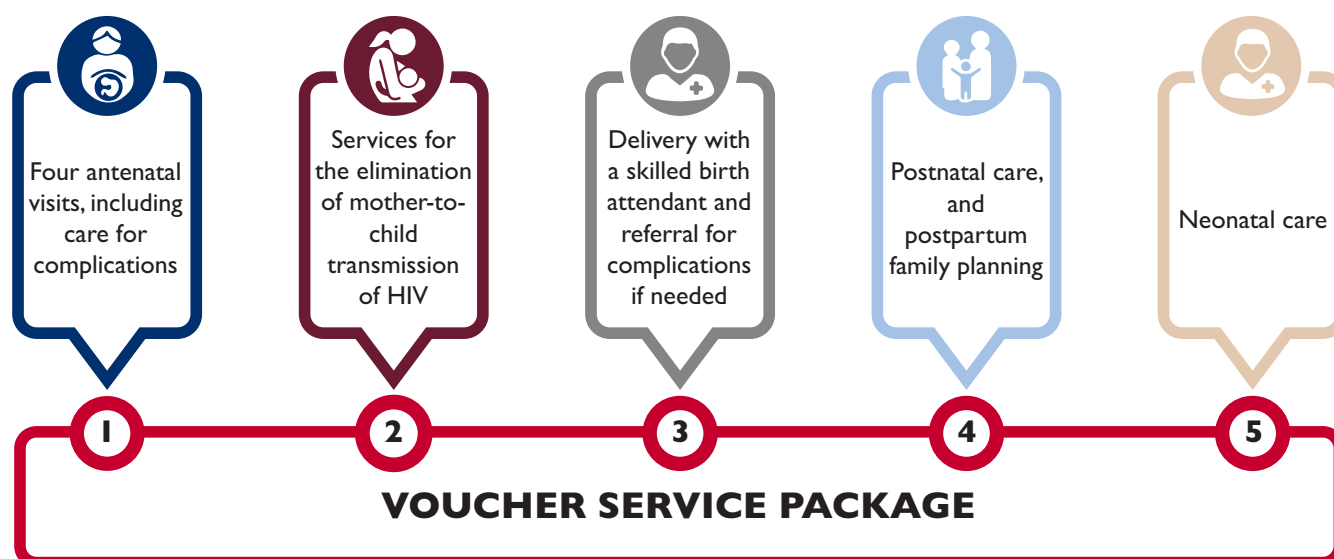 Four antenatal
visits, including
care for
complications
Services for
the elimination
of mother-to-
child
transmission
of HIV
Delivery with
a skilled birth
attendant and
referral for
complications
if needed
Postnatal care,
and
postpartum
family planning
Neonatal care
1
2
3
4
5
VOUCHER SERVICE PACKAGE